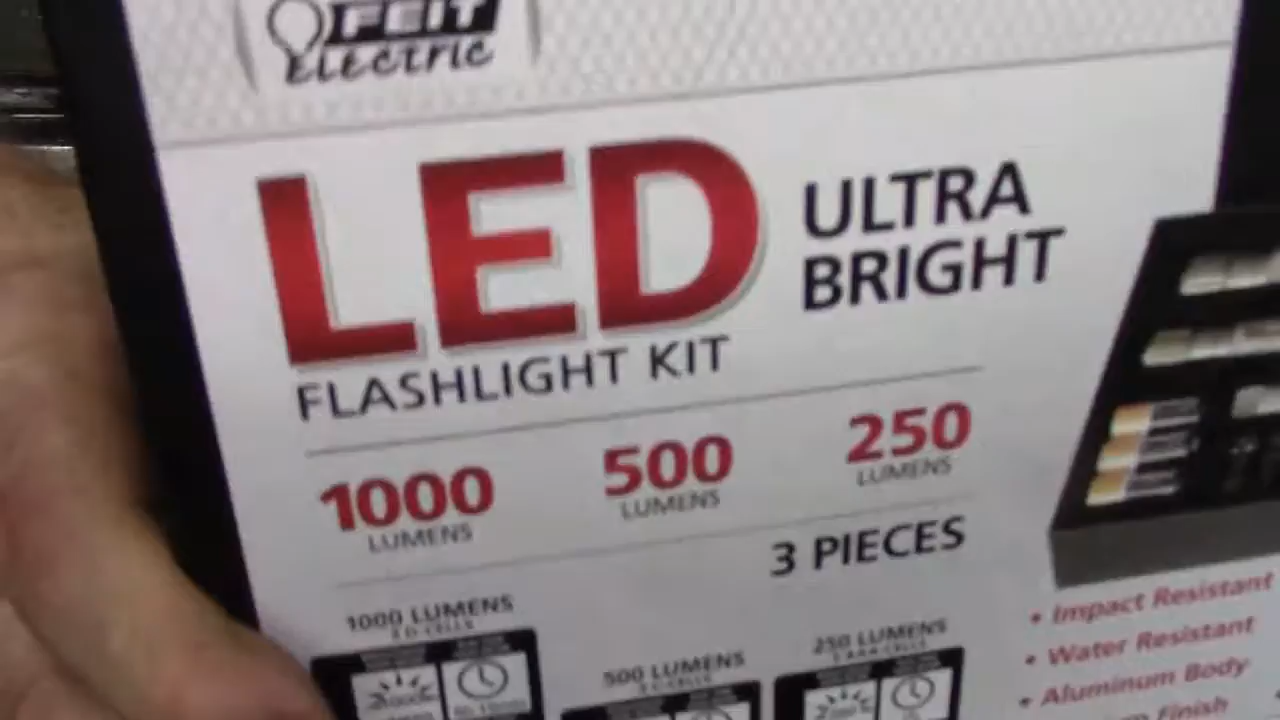 FEIT
Electric
LED
ULTRA
BRIGHT
FLASHLIGHT KIT
1000
LUMENS
500
LUMENS
250
LUMENS
3 PIECES
1000 LUMENS
500 LUMENS
250 LUMENS
• Impact Resistant
• Water Resistant
• Aluminum Body
Finish